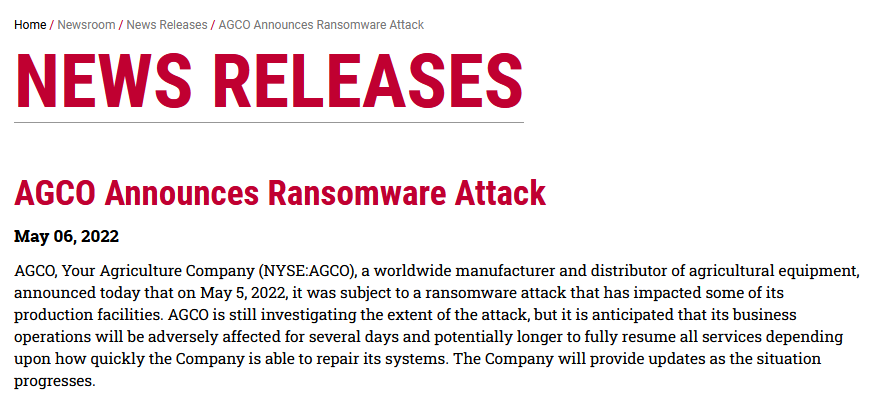 Home / Newsroom / News Releases / AGCO Announces Ransomware Attack
NEWS RELEASES
AGCO Announces Ransomware Attack
May 06, 2022
AGCO, Your Agriculture Company (NYSE:AGCO), a worldwide manufacturer and distributor of agricultural equipment,
announced today that on May 5, 2022, it was subject to a ransomware attack that has impacted some of its
production facilities. AGCO is still investigating the extent of the attack, but it is anticipated that its business
operations will be adversely affected for several days and potentially longer to fully resume all services depending
upon how quickly the Company is able to repair its systems. The Company will provide updates as the situation
progresses.